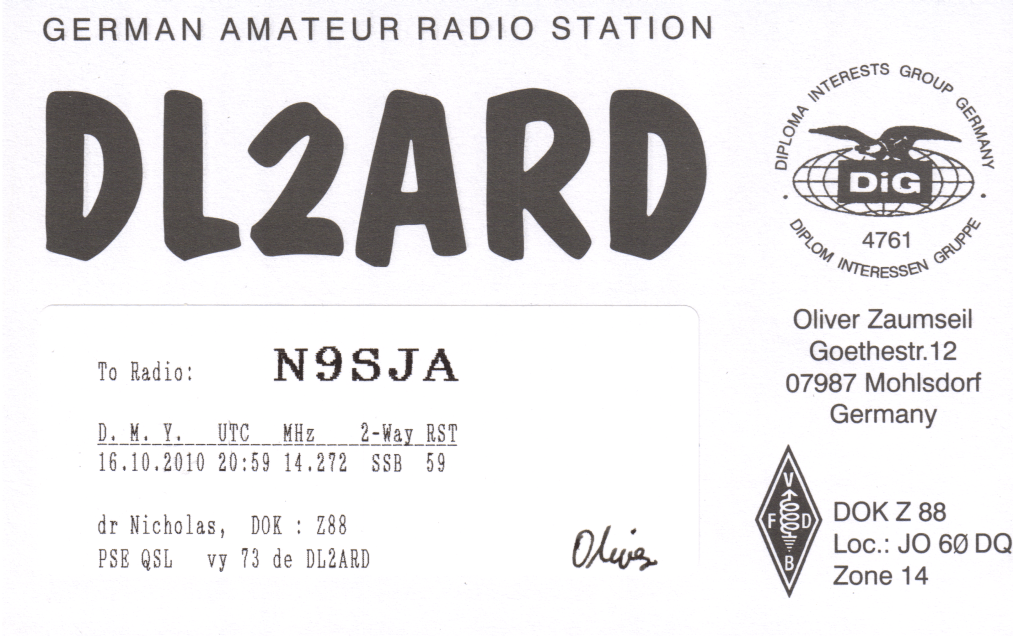 GERMAN AMATEUR RADIO STATION
DL2ARD
DIPLOMA INTERESTS GROUP GERMANY
DiG
4761
DIPLOM INTERESSEN GRUPPE
Oliver Zaumseil
Goethestr.12
07987 Mohlsdorf
Germany
To Radio: N9SJA
D. M. Y. UTC MHz 2-Way RST
16.10.2010 20:59 14.272 SSB 59
dr Nicholas, DOK : Z88
PSE QSL vy 73 de DL2ARD
Oliver
V
F D
B
DOK Z 88
Loc.: JO 6Ø DQ
Zone 14